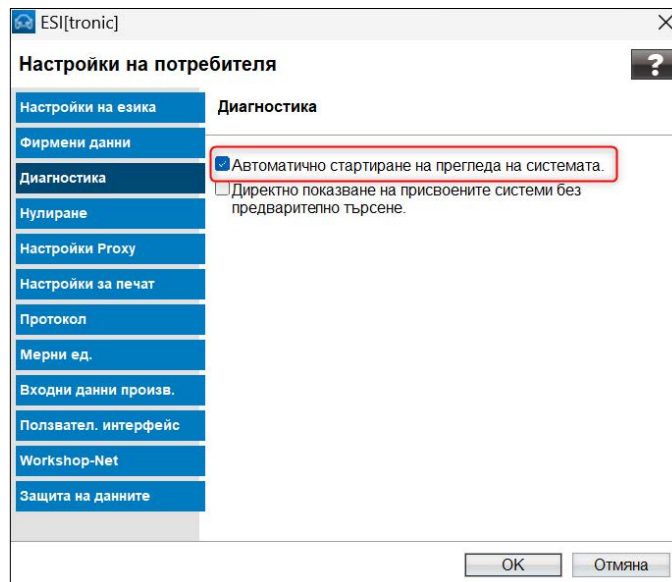 ESI[tronic]
Настройки на потребителя
?
Настройки на езика
Фирмени данни
Диагностика
Нулиране
Настройки Proxy
Настройки за печат
Протокол
Мерни ед.
Входни данни произв.
Ползвател. интерфейс
Workshop-Net
Защита на данните
Диагностика
Автоматично стартиране на прегледа на системата.
Директно показване на присвоените системи без
предварително търсене.
OK
Отмяна